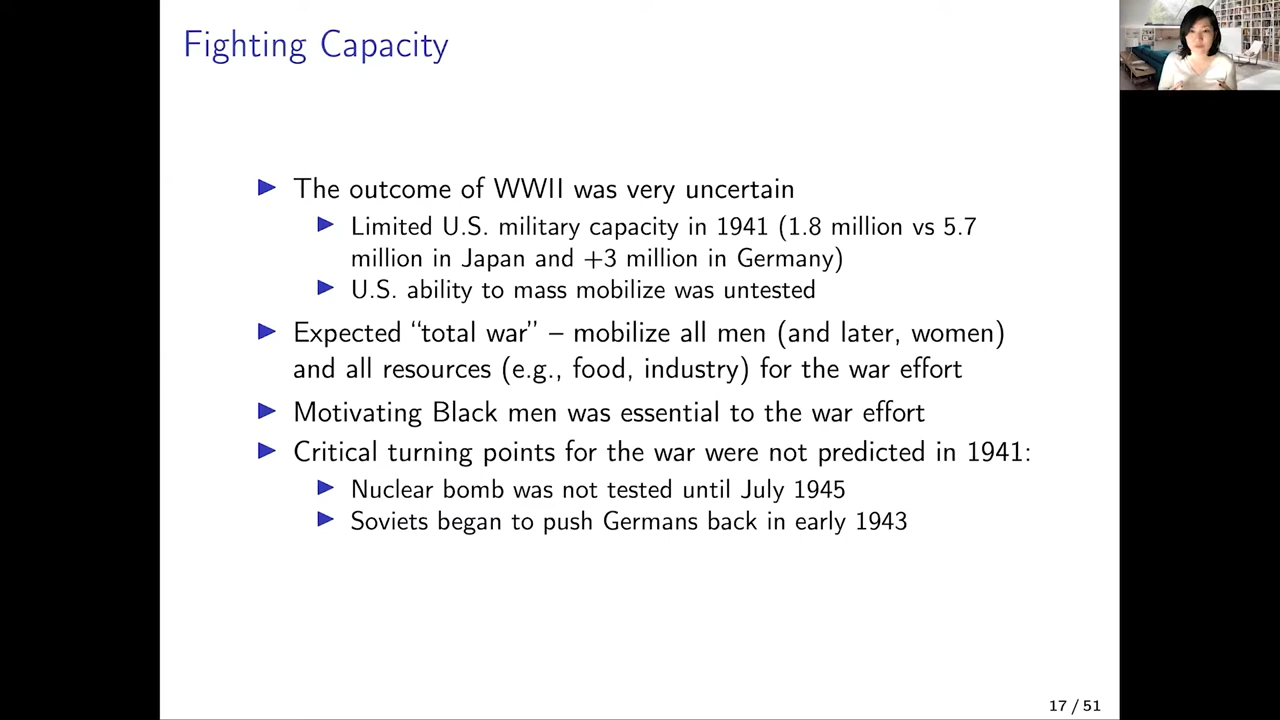 Fighting Capacity
▶ The outcome of WWII was very uncertain
▶ Limited U.S. military capacity in 1941 (1.8 million vs 5.7
million in Japan and +3 million in Germany)
▶ U.S. ability to mass mobilize was untested
▶ Expected “total war” – mobilize all men (and later, women)
and all resources (e.g., food, industry) for the war effort
▶ Motivating Black men was essential to the war effort
▶ Critical turning points for the war were not predicted in 1941:
▶ Nuclear bomb was not tested until July 1945
▶ Soviets began to push Germans back in early 1943
17 / 51